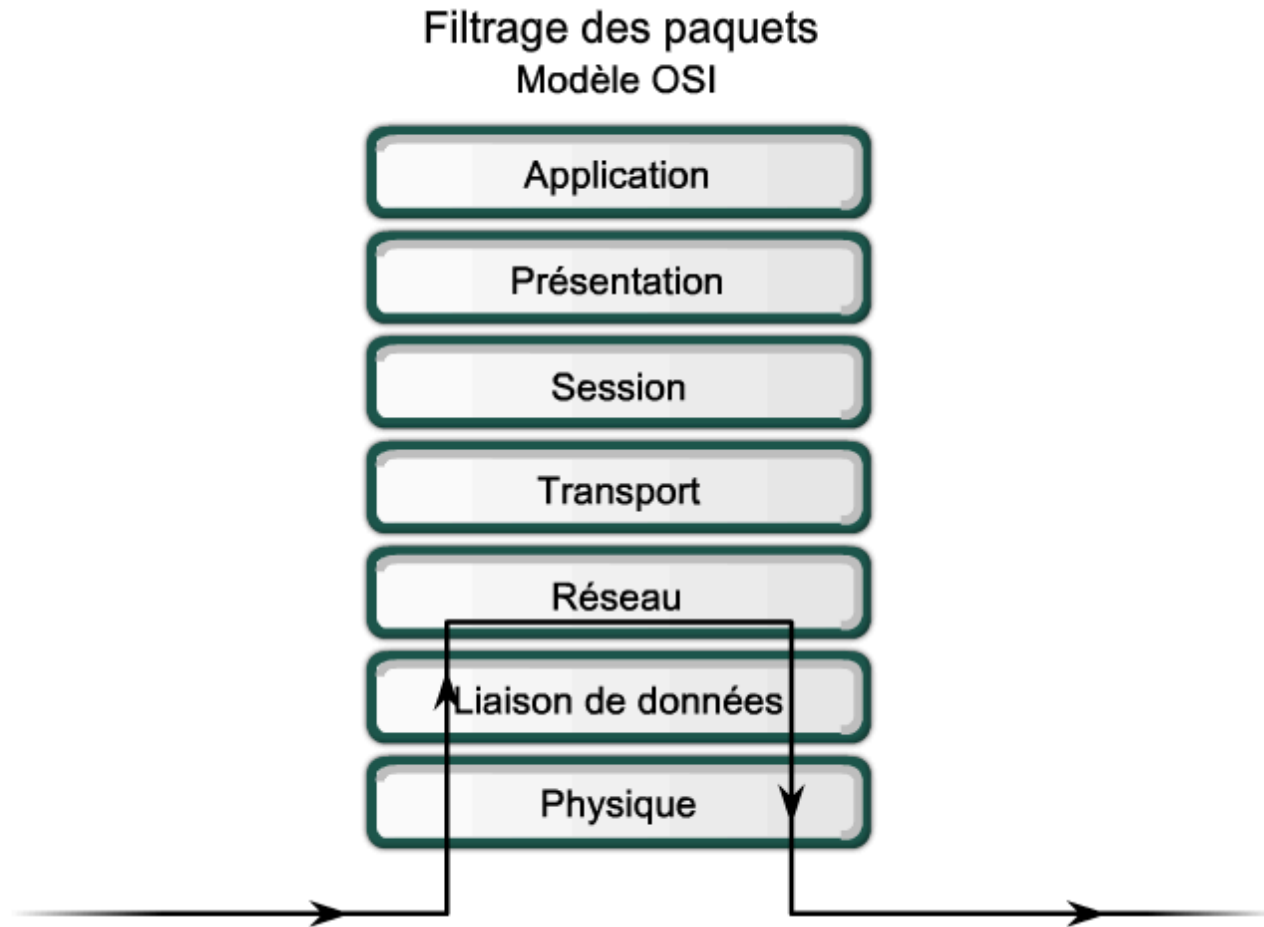 Filtrage des paquets
Modèle OSI
Application
Présentation
Session
Transport
Réseau
Liaison de données
Physique